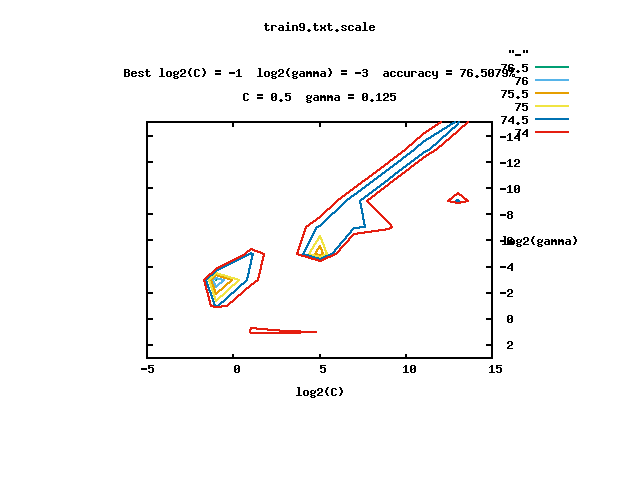 train9.txt.scale
"-"
Best log2(C) = -1  log2(gamma) = -3  accuracy = 76.5079%
76.5
76
C = 0.5  gamma = 0.125
75.5
75
74.5
74
-14
-12
-10
-8
-6
log2(gamma)
-4
-2
0
2
-5 0 5 10 15
log2(C)